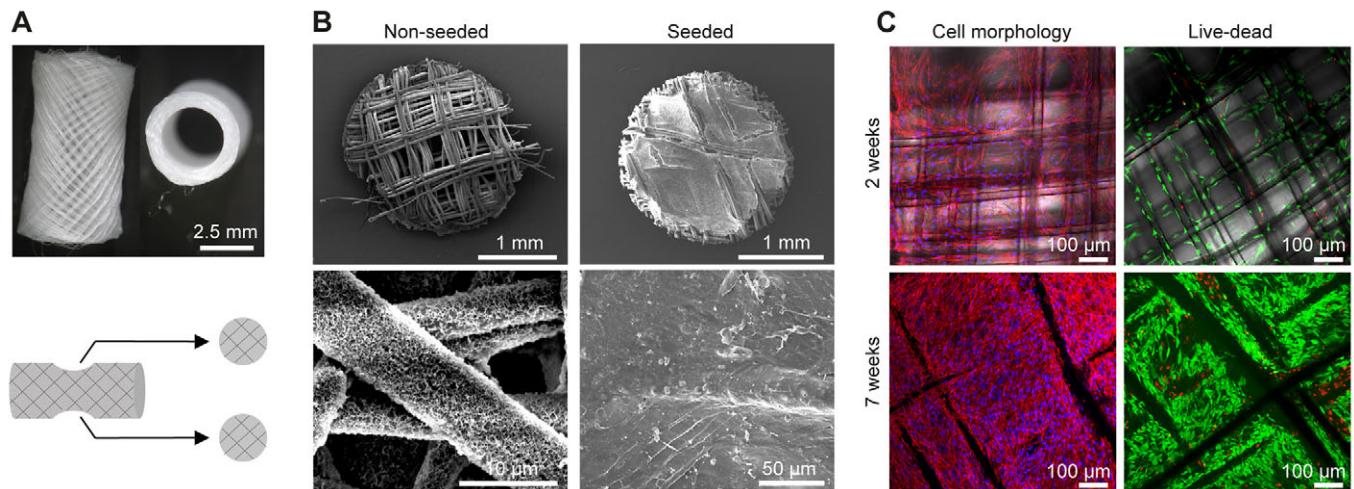 A
2.5 mm
B
Non-seeded
Seeded
1 mm
1 mm
10 µm
50 µm
C
Cell morphology
Live-dead
2 weeks
100 µm
100 µm
7 weeks
100 µm
100 µm